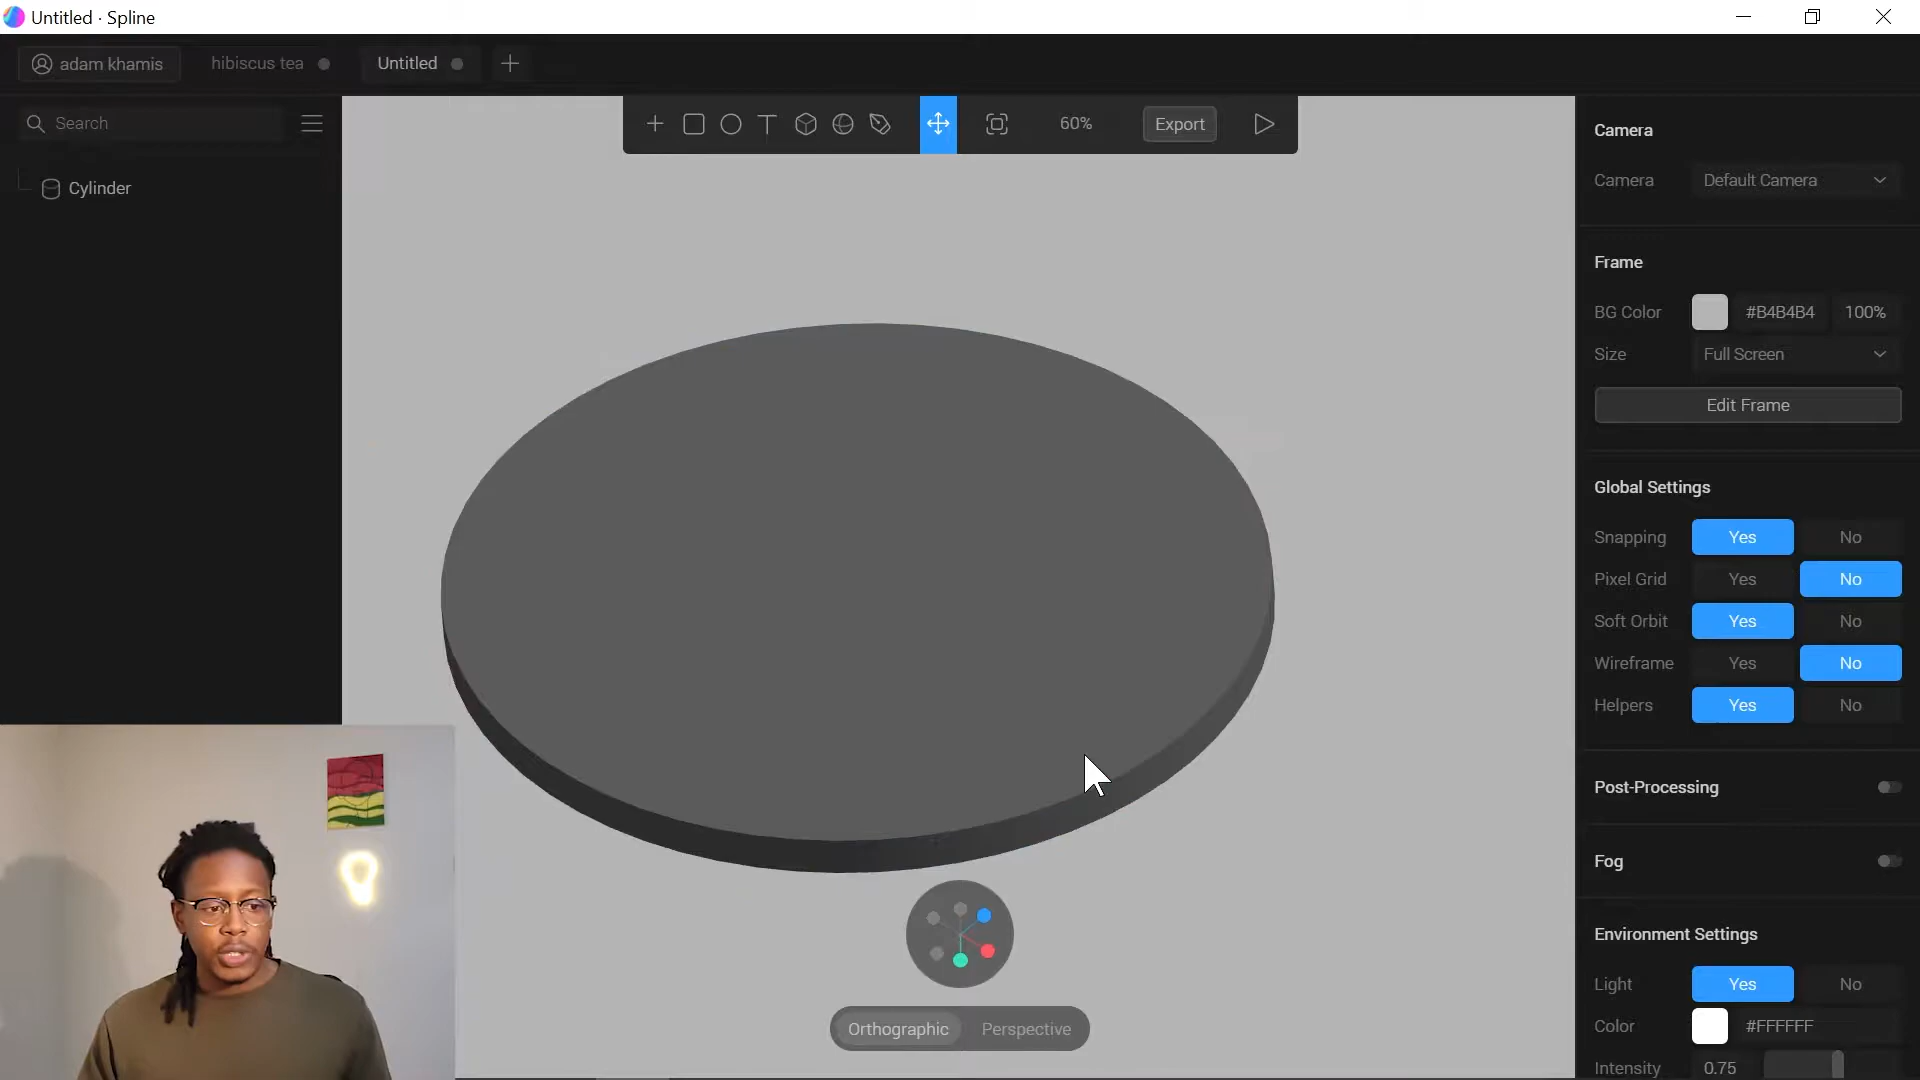 Untitled · Spline
adam khamis
hibiscus tea
Untitled
Search
60%
Export
Cylinder
Camera
Camera Default Camera
Frame
BG Color #B4B4B4 100%
Size Full Screen
Edit Frame
Global Settings
Snapping Yes No
Pixel Grid Yes No
Soft Orbit Yes No
Wireframe Yes No
Helpers Yes No
Post-Processing
Fog
Environment Settings
Light Yes No
Color #FFFFFF
Intensity 0.75
Orthographic Perspective